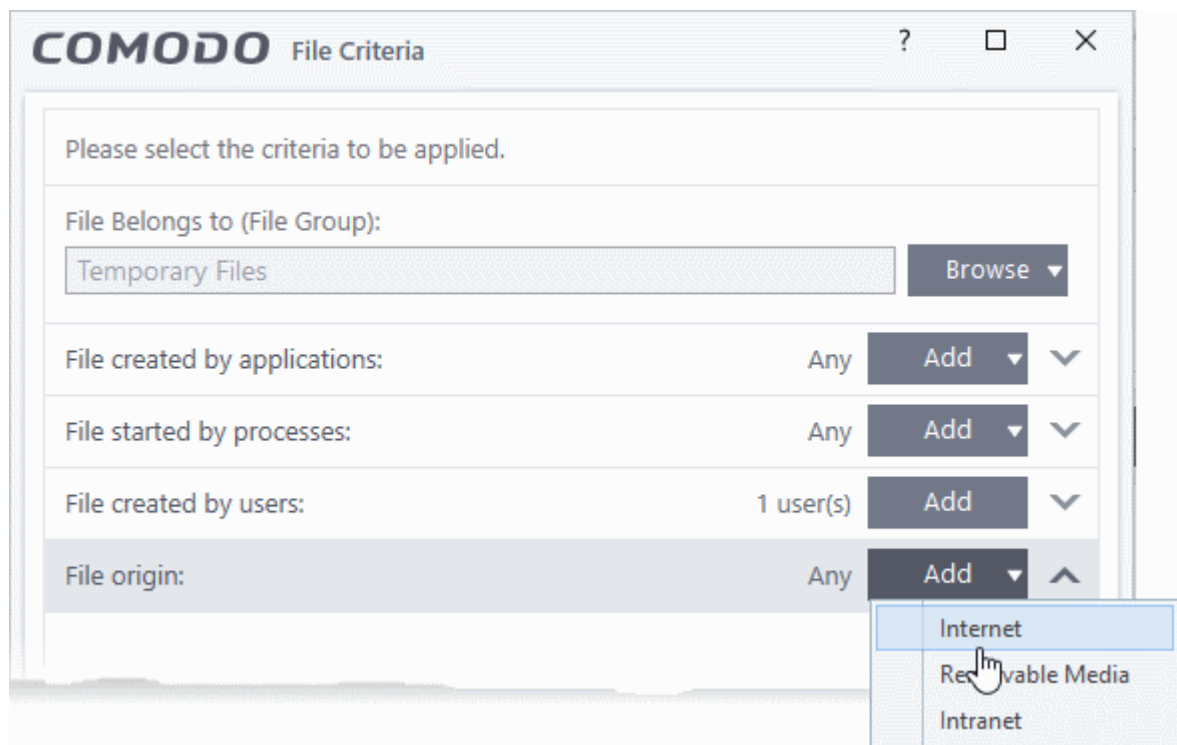 COMODO File Criteria ?
Please select the criteria to be applied.
File Belongs to (File Group):
Temporary Files Browse
File created by applications: Any Add
File started by processes: Any Add
File created by users: 1 user(s) Add
File origin: Any Add
Internet
Media
Intranet